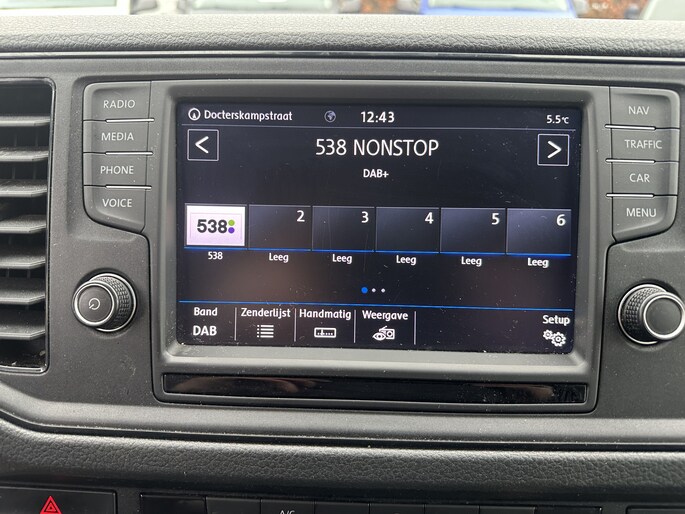 RADIO
MEDIA
PHONE
VOICE
Docterskampstraat 12:43 5.5°C
538 NONSTOP
DAB+
538 2 3 4 5 6
538 Leeg Leeg Leeg Leeg Leeg
Band Zenderlijst Handmatig Weergave Setup
DAB
NAV
TRAFFIC
CAR
MENU
A/C